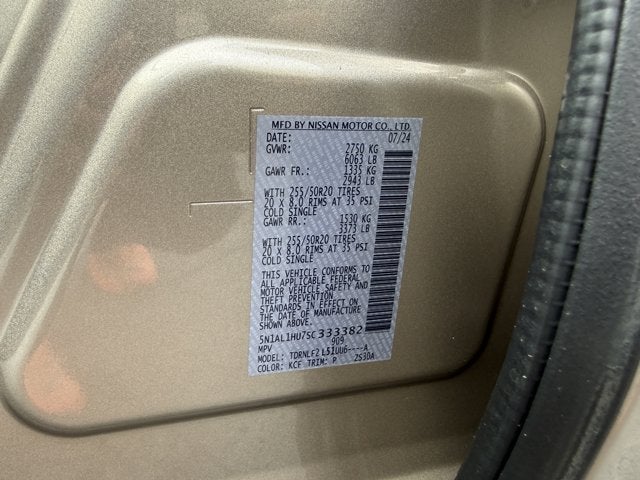 MFD BY NISSAN MOTOR CO., LTD.
DATE: 07/24
GVWR: 2750 KG
6063 LB
GAWR FR.: 1335 KG
2943 LB
WITH 255/50R20 TIRES
20 X 8.0 RIMS AT 35 PSI
COLD SINGLE
GAWR RR.: 1530 KG
3373 LB
WITH 255/50R20 TIRES
20 X 8.0 RIMS AT 35 PSI
COLD SINGLE
THIS VEHICLE CONFORMS TO
ALL APPLICABLE FEDERAL
MOTOR VEHICLE SAFETY AND
THEFT PREVENTION
STANDARDS IN EFFECT ON
THE DATE OF MANUFACTURE
SHOWN ABOVE.
5N1AL1HU7SC333382
MPV 909
MODEL: TDRNLF2 L51UU6----A
COLOR: KCF TRIM: P 2S30A